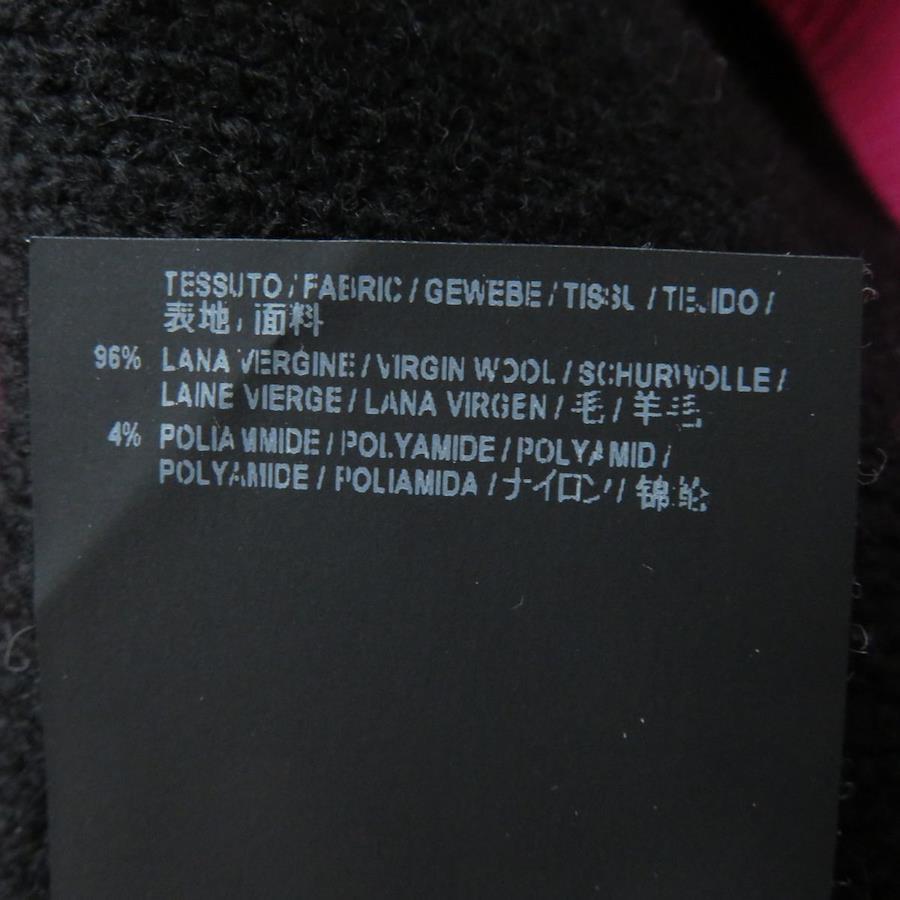 TESSUTO / FABRIC / GEWEBE / TISSU / TEJIDO /
表地 / 面料
96% LANA VERGINE / VIRGIN WOOL / SCHURWOLLE /
LAINE VIERGE / LANA VIRGEN / 毛 / 羊毛
4% POLIAMMIDE / POLYAMIDE / POLYAMID /
POLYAMIDE / POLIAMIDA / ナイロン / 锦纶